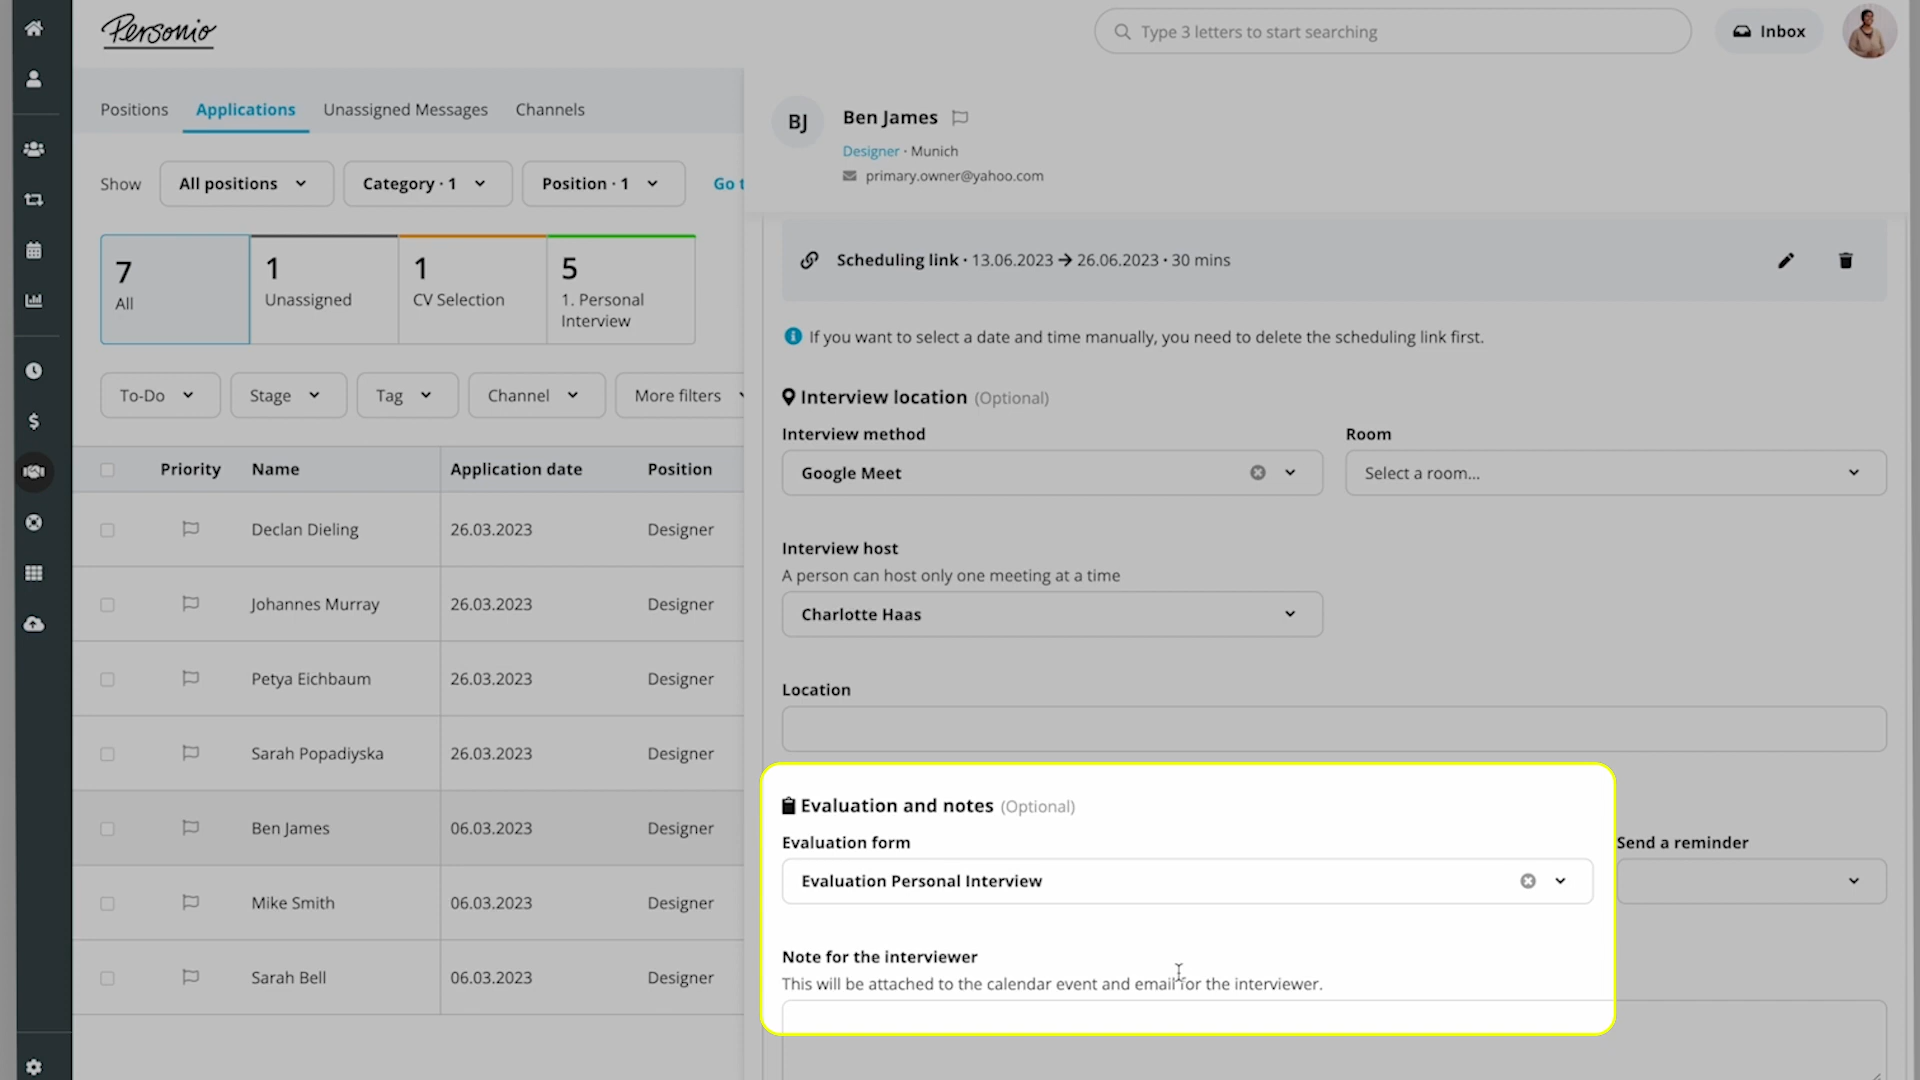 Personio
Type 3 letters to start searching
Inbox
Positions
Applications
Unassigned Messages
Channels
BJ
Ben James
Designer · Munich
primary.owner@yahoo.com
Show
All positions
Category · 1
Position · 1
Go t
7
All
1
Unassigned
1
CV Selection
5
1. Personal
Interview
Scheduling link · 13.06.2023 → 26.06.2023 · 30 mins
If you want to select a date and time manually, you need to delete the scheduling link first.
To-Do
Stage
Tag
Channel
More filters
Interview location (Optional)
Interview method
Room
Google Meet
Select a room...
Priority
Name
Application date
Position
Declan Dieling
26.03.2023
Designer
Johannes Murray
26.03.2023
Designer
Petya Eichbaum
26.03.2023
Designer
Sarah Popadiyska
26.03.2023
Designer
Ben James
06.03.2023
Designer
Mike Smith
06.03.2023
Designer
Sarah Bell
06.03.2023
Designer
Interview host
A person can host only one meeting at a time
Charlotte Haas
Location
Evaluation and notes (Optional)
Evaluation form
Send a reminder
Evaluation Personal Interview
Note for the interviewer
This will be attached to the calendar event and email for the interviewer.